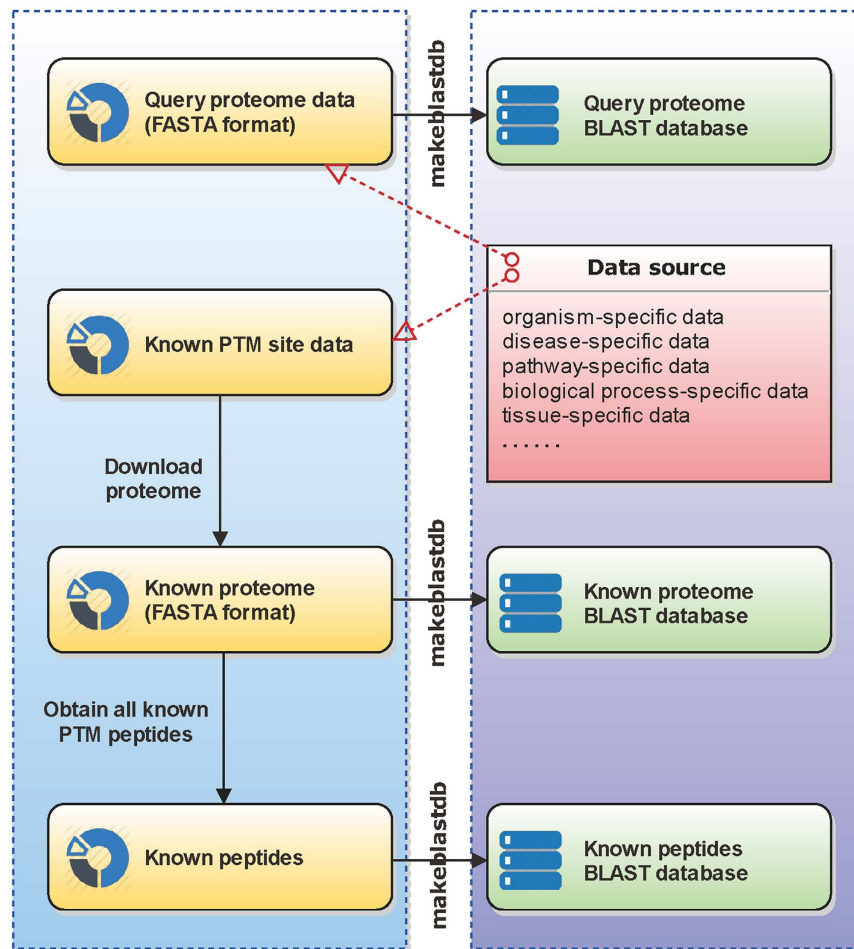 Query proteome data
(FASTA format)
makeblastdb
Query proteome
BLAST database
Data source
organism-specific data
disease-specific data
pathway-specific data
biological process-specific data
tissue-specific data
......
Known PTM site data
Download
proteome
Known proteome
(FASTA format)
makeblastdb
Known proteome
BLAST database
Obtain all known
PTM peptides
Known peptides
makeblastdb
Known peptides
BLAST database